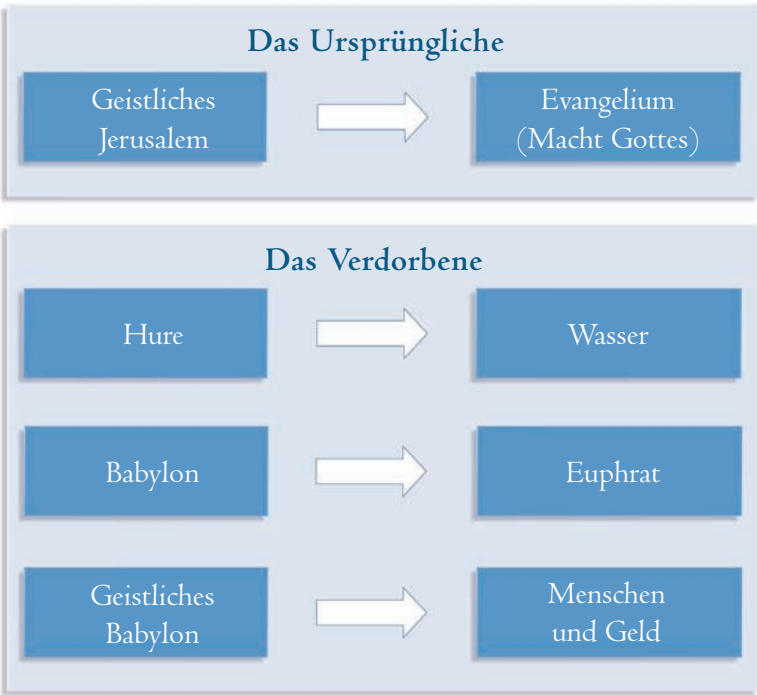 Das Ursprüngliche
Geistliches
Jerusalem
Evangelium
(Macht Gottes)
Das Verdorbene
Hure
Wasser
Babylon
Euphrat
Geistliches
Babylon
Menschen
und Geld